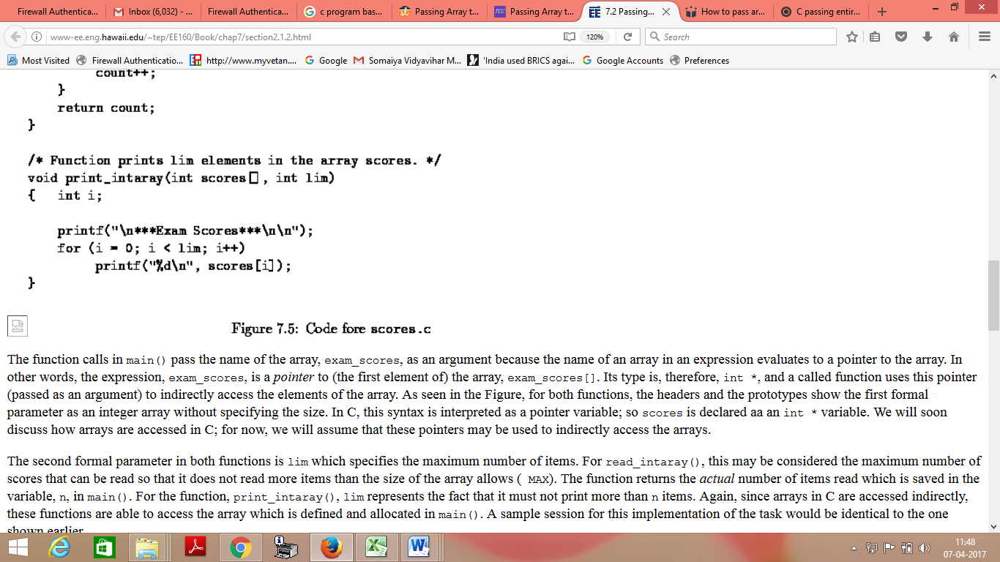 Firewall Authentica...
Inbox (6,032) - ...
Firewall Authentica...
c program bas...
Passing Array t...
Passing Array t...
7.2 Passing...
How to pass ar...
C passing entir...
www-ee.eng.hawaii.edu/~tep/EE160/Book/chap7/section2.1.2.html
120%
Search
Most Visited
Firewall Authenticatio...
http://www.myvetan....
Google
Somaiya Vidyavihar M...
'India used BRICS agai...
Google Accounts
Preferences
count++;
}
return count;
}
/* Function prints lim elements in the array scores. */
void print_intaray(int scores[], int lim)
{ int i;
printf("\n***Exam Scores***\n\n");
for (i = 0; i < lim; i++)
printf("%d\n", scores[i]);
}
Figure 7.5: Code fore scores.c
The function calls in main() pass the name of the array, exam_scores, as an argument because the name of an array in an expression evaluates to a pointer to the array. In
other words, the expression, exam_scores, is a pointer to (the first element of) the array, exam_scores[]. Its type is, therefore, int *, and a called function uses this pointer
(passed as an argument) to indirectly access the elements of the array. As seen in the Figure, for both functions, the headers and the prototypes show the first formal
parameter as an integer array without specifying the size. In C, this syntax is interpreted as a pointer variable; so scores is declared aa an int * variable. We will soon
discuss how arrays are accessed in C; for now, we will assume that these pointers may be used to indirectly access the arrays.
The second formal parameter in both functions is lim which specifies the maximum number of items. For read_intaray(), this may be considered the maximum number of
scores that can be read so that it does not read more items than the size of the array allows ( MAX). The function returns the actual number of items read which is saved in the
variable, n, in main(). For the function, print_intaray(), lim represents the fact that it must not print more than n items. Again, since arrays in C are accessed indirectly,
these functions are able to access the array which is defined and allocated in main(). A sample session for this implementation of the task would be identical to the one
shown earlier.
11:48
07-04-2017